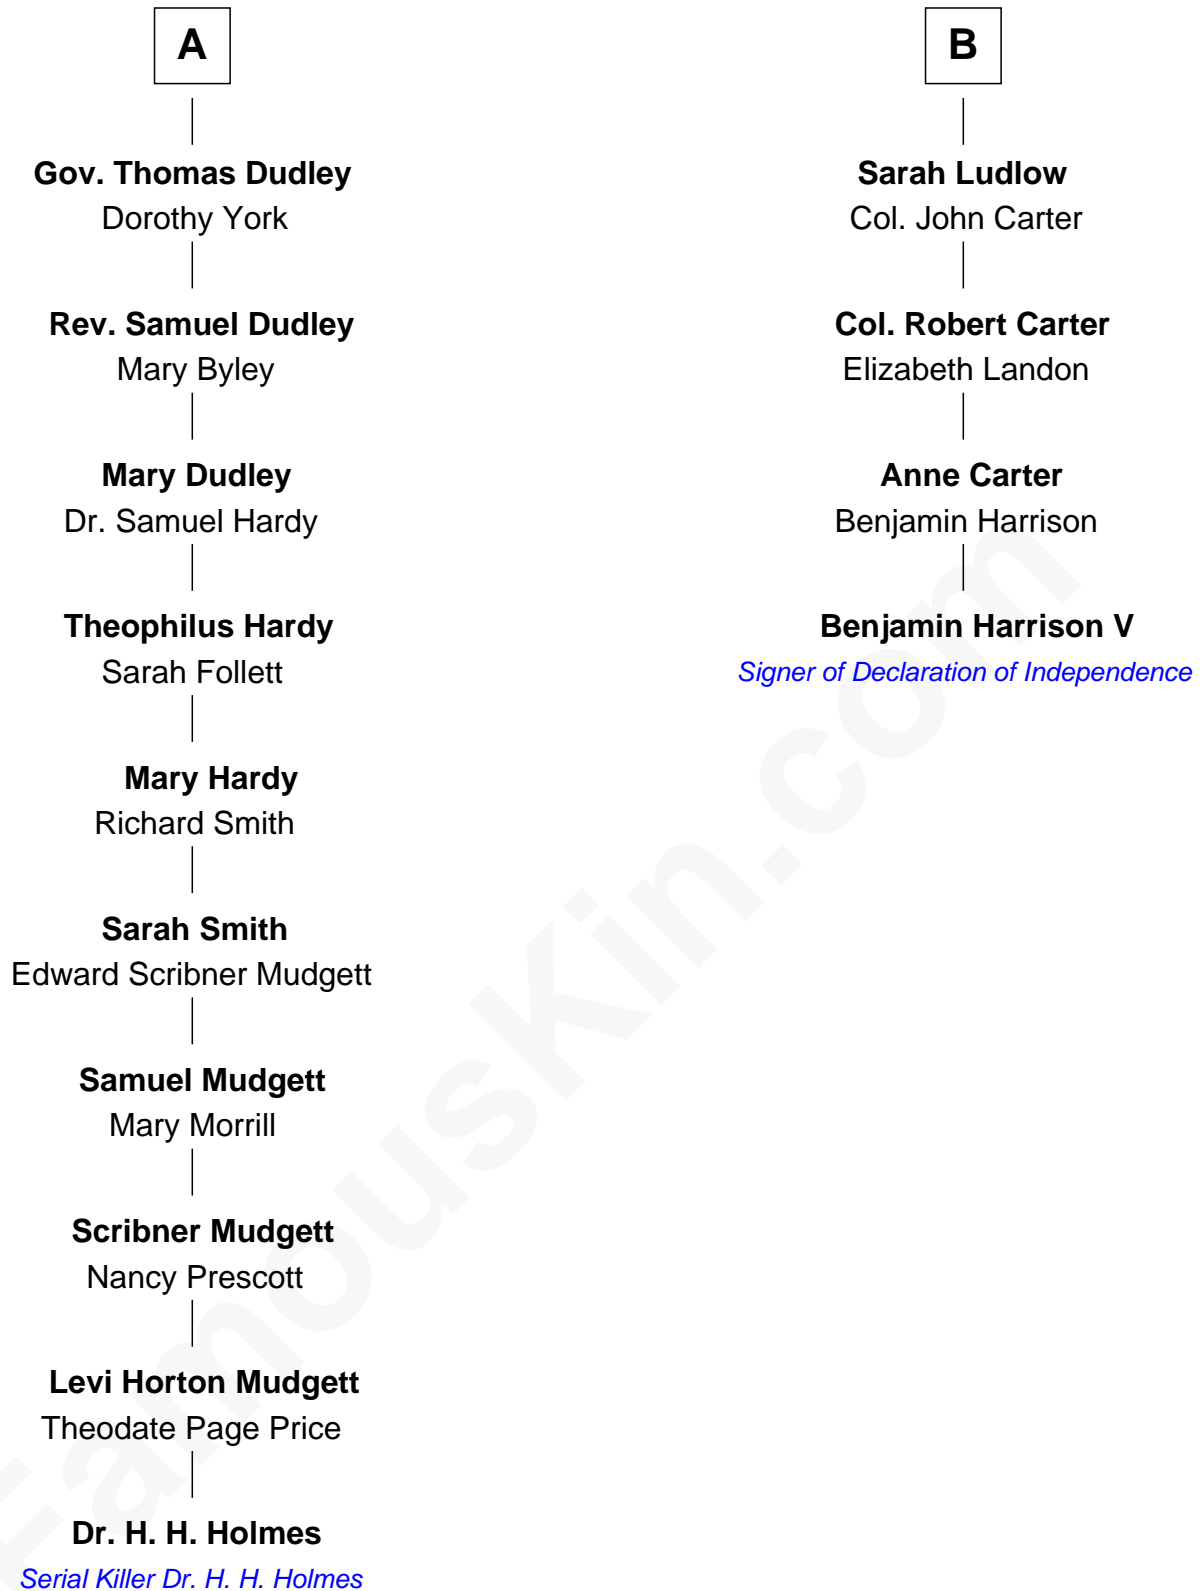 A
Gov. Thomas Dudley
Dorothy York
Rev. Samuel Dudley
Mary Byley
Mary Dudley
Dr. Samuel Hardy
Theophilus Hardy
Sarah Follett
Mary Hardy
Richard Smith
Sarah Smith
Edward Scribner Mudgett
Samuel Mudgett
Mary Morrill
Scribner Mudgett
Nancy Prescott
Levi Horton Mudgett
Theodate Page Price
Dr. H. H. Holmes
Serial Killer Dr. H. H. Holmes
B
Sarah Ludlow
Col. John Carter
Col. Robert Carter
Elizabeth Landon
Anne Carter
Benjamin Harrison
Benjamin Harrison V
Signer of Declaration of Independence
FamousKin.com